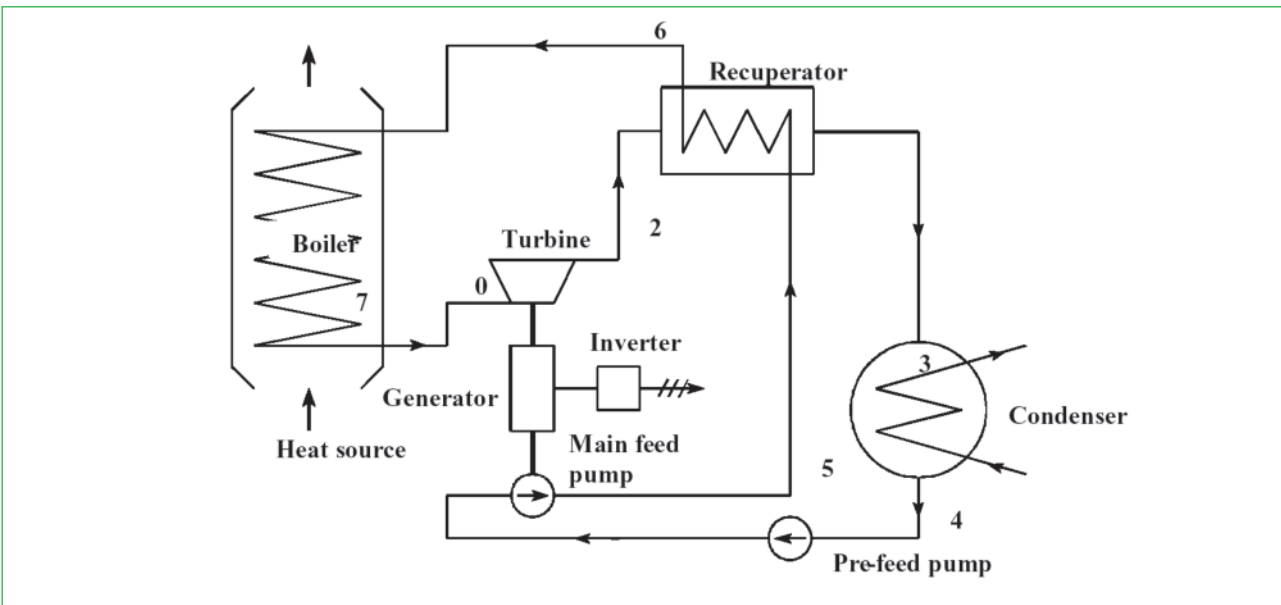 6
Recuperator
2
Turbine
Boiler
0
7
Inverter
3
Generator
Condenser
Heat source
Main feed
pump
5
4
Pre-feed pump